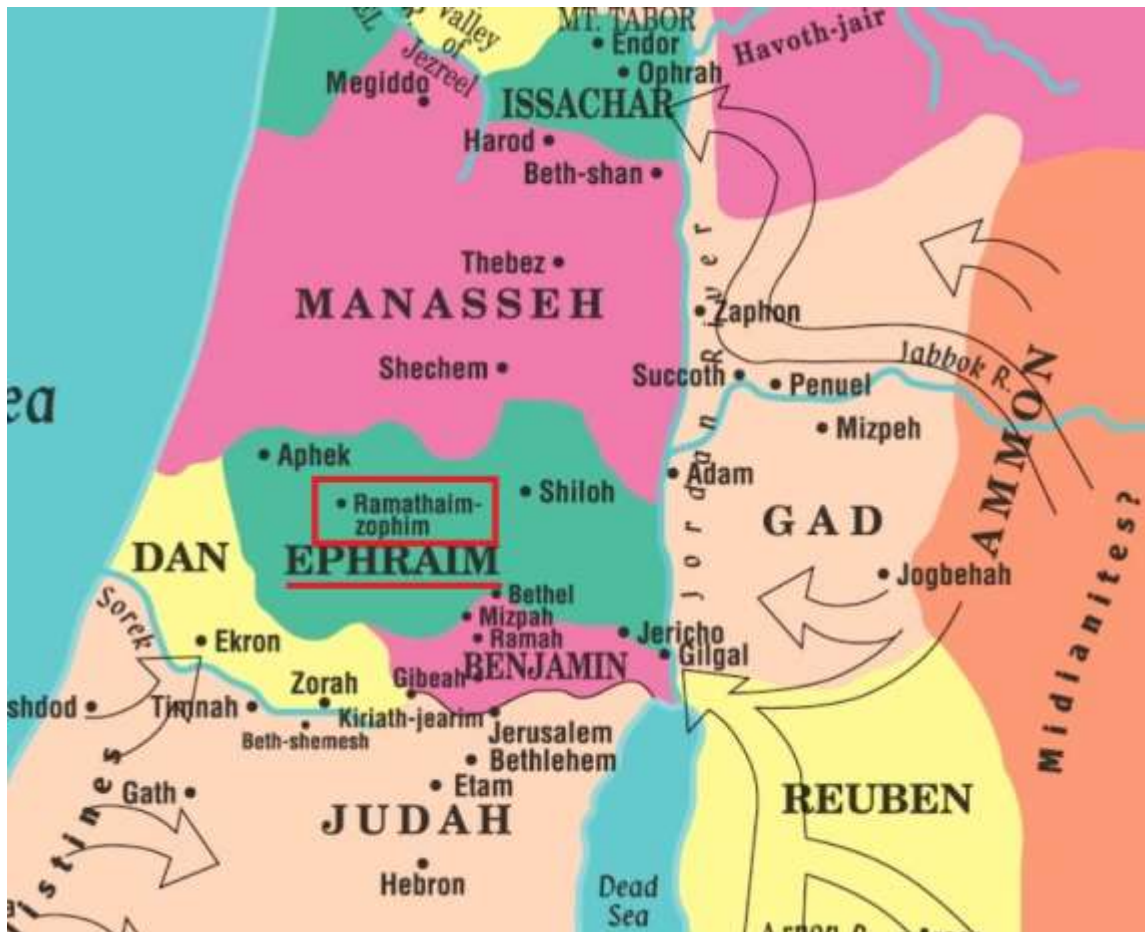 Valley
of
Jezreel
MT. TABOR
Endor
Ophrah
Havoth-jair
Megiddo
ISSACHAR
Harod
Beth-shan
Thebez
MANASSEH
Zaphon
Jordan River
Shechem
Succoth
Penuel
Jabbok R.
ea
Mizpeh
AMMON
Aphek
Adam
Shiloh
Ramathaim-
zophim
GAD
DAN
EPHRAIM
Jogbehah
Bethel
Mizpah
Ramah
Sorek
Ekron
Jericho
Gilgal
BENJAMIN
Gibeah
Midianites?
Zorah
shdod
Timnah
Kiriath-jearim
Beth-shemesh
Jerusalem
Bethlehem
Etam
Gath
JUDAH
REUBEN
istines
Hebron
Dead
Sea